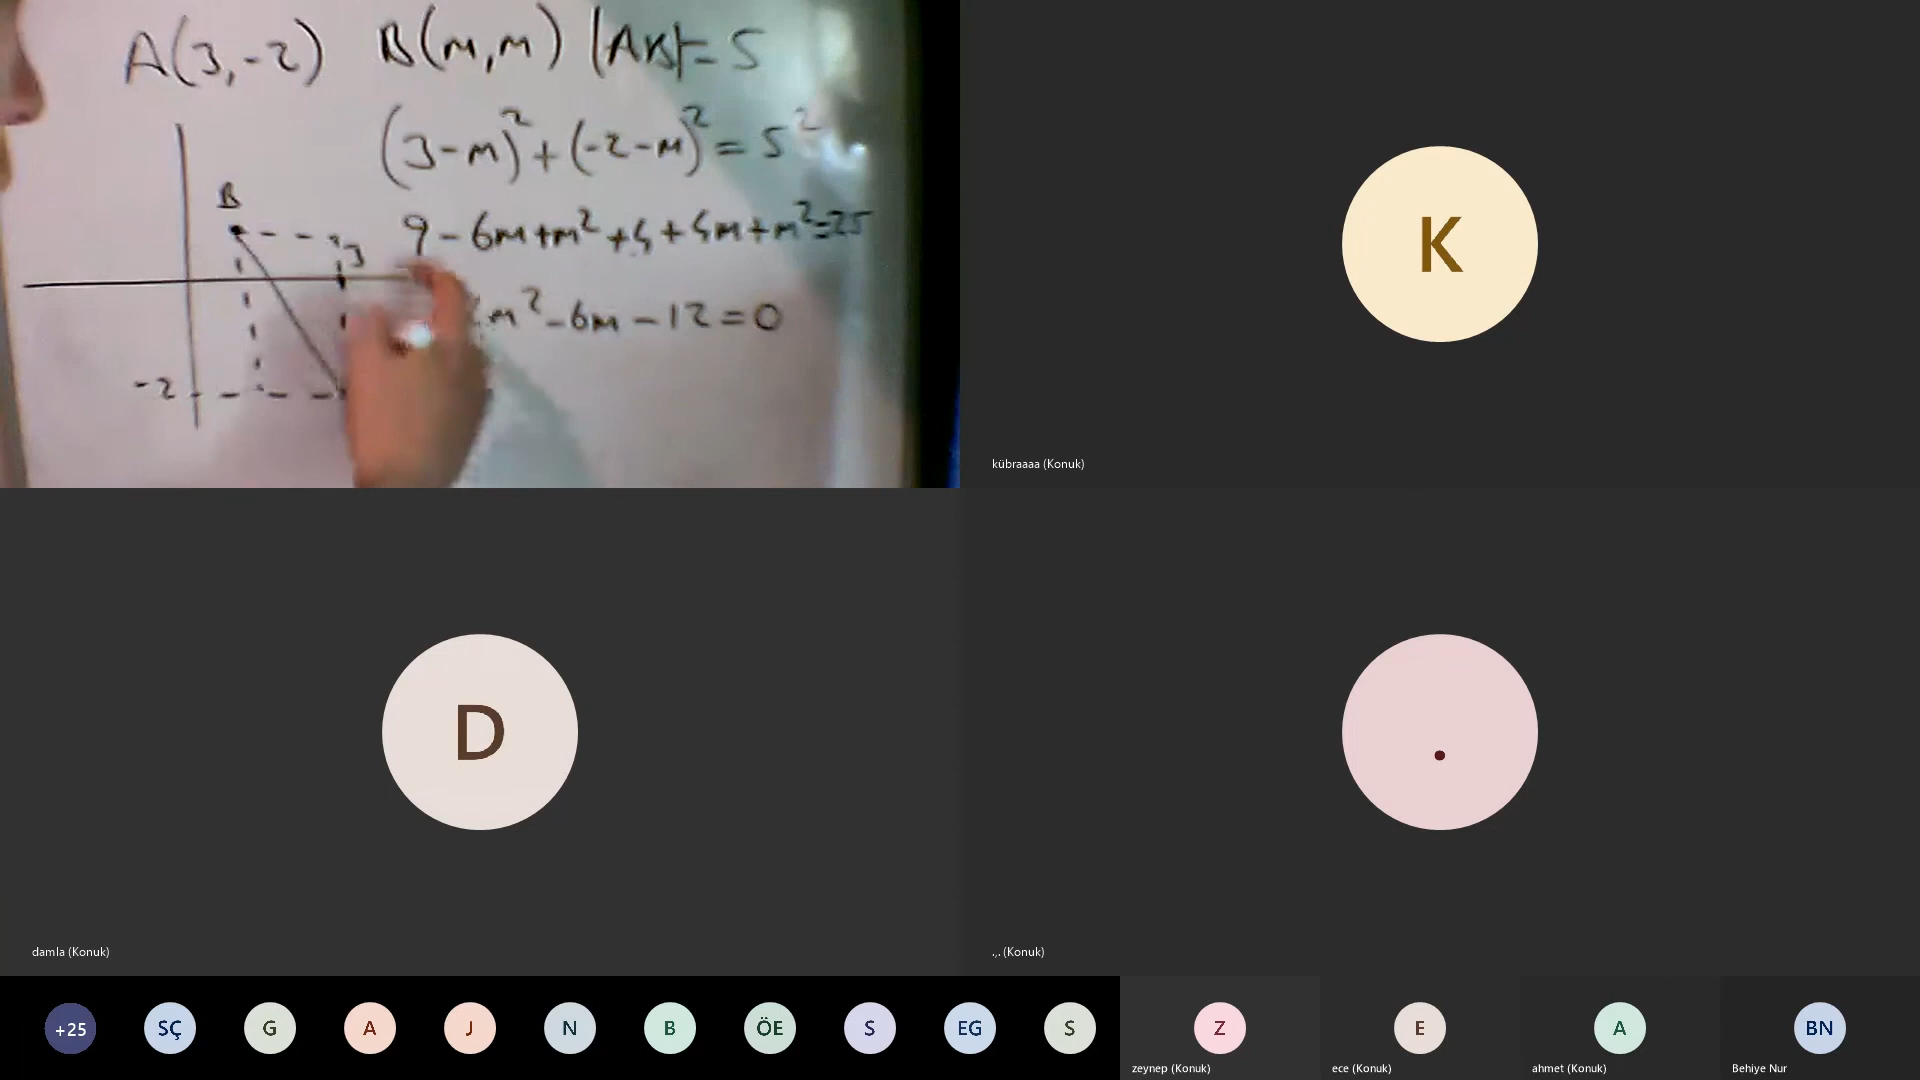 A(3,-2) B(m,m) |AB|=5
(3-m)²+(-2-m)²=5²
B
9-6m+m²+4+4m+m²=25
3
m²-6m-12=0
-2
K
kübraaaa (Konuk)
D
damla (Konuk)
.
.,. (Konuk)
+25 SÇ G A J N B ÖE S EG S Z E A BN
zeynep (Konuk) ece (Konuk) ahmet (Konuk) Behiye Nur